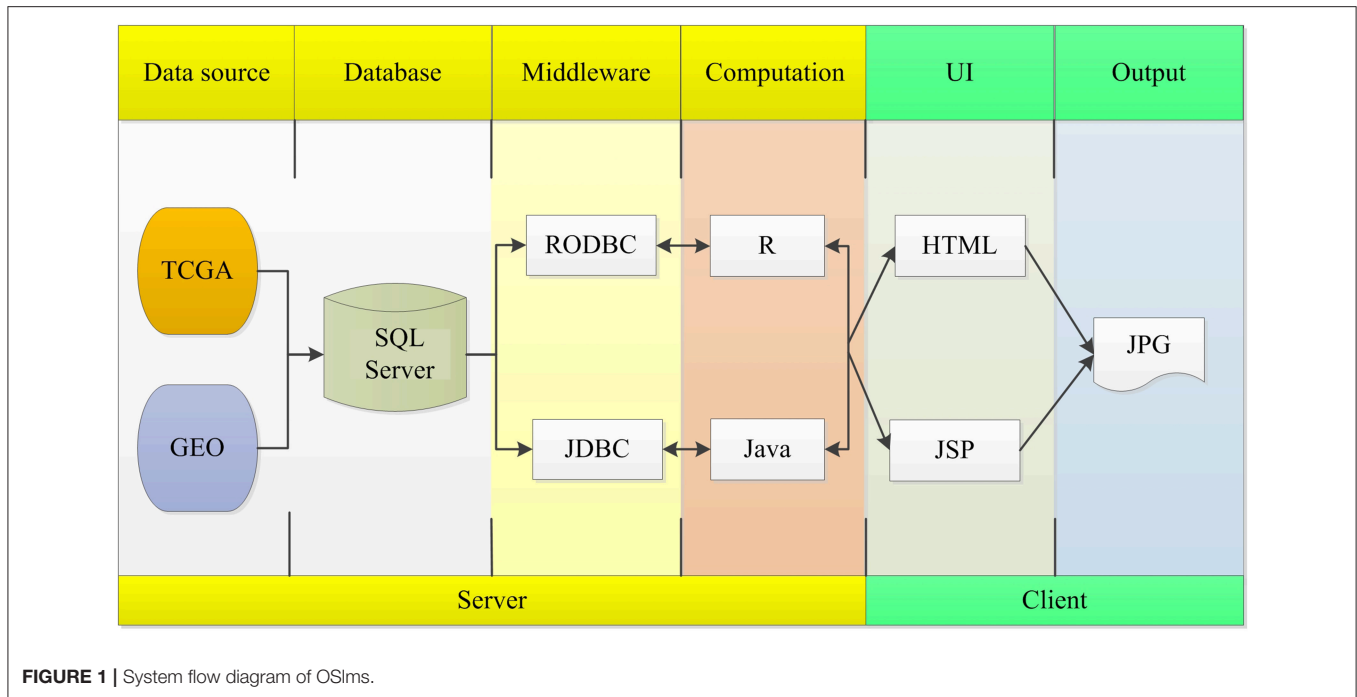 Data source
Database
Middleware
Computation
UI
Output
TCGA
GEO
SQL
Server
RODBC
JDBC
R
Java
HTML
JSP
JPG
Server
Client
FIGURE 1 | System flow diagram of OSlms.